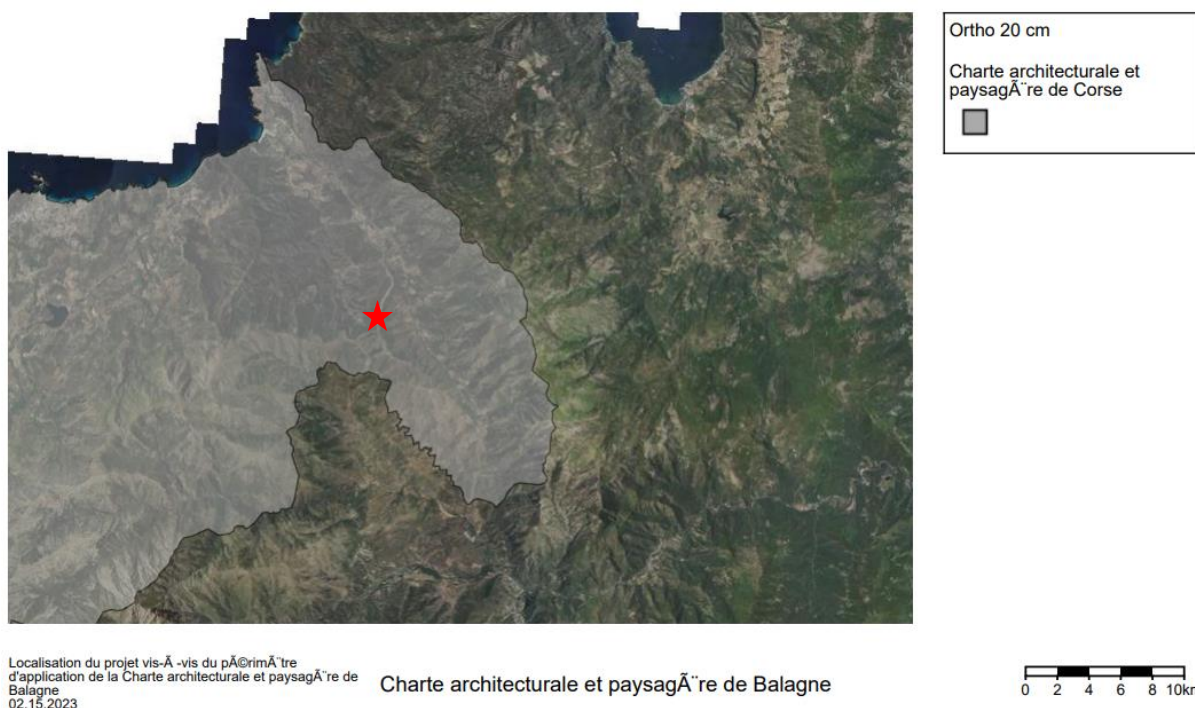 Ortho 20 cm
Charte architecturale et
paysagÃ¨re de Corse
Localisation du projet vis-Ã -vis du pÃ©rimÃ¨tre
d'application de la Charte architecturale et paysagÃ¨re de
Balagne
02.15.2023
Charte architecturale et paysagÃ¨re de Balagne
0 2 4 6 8 10km